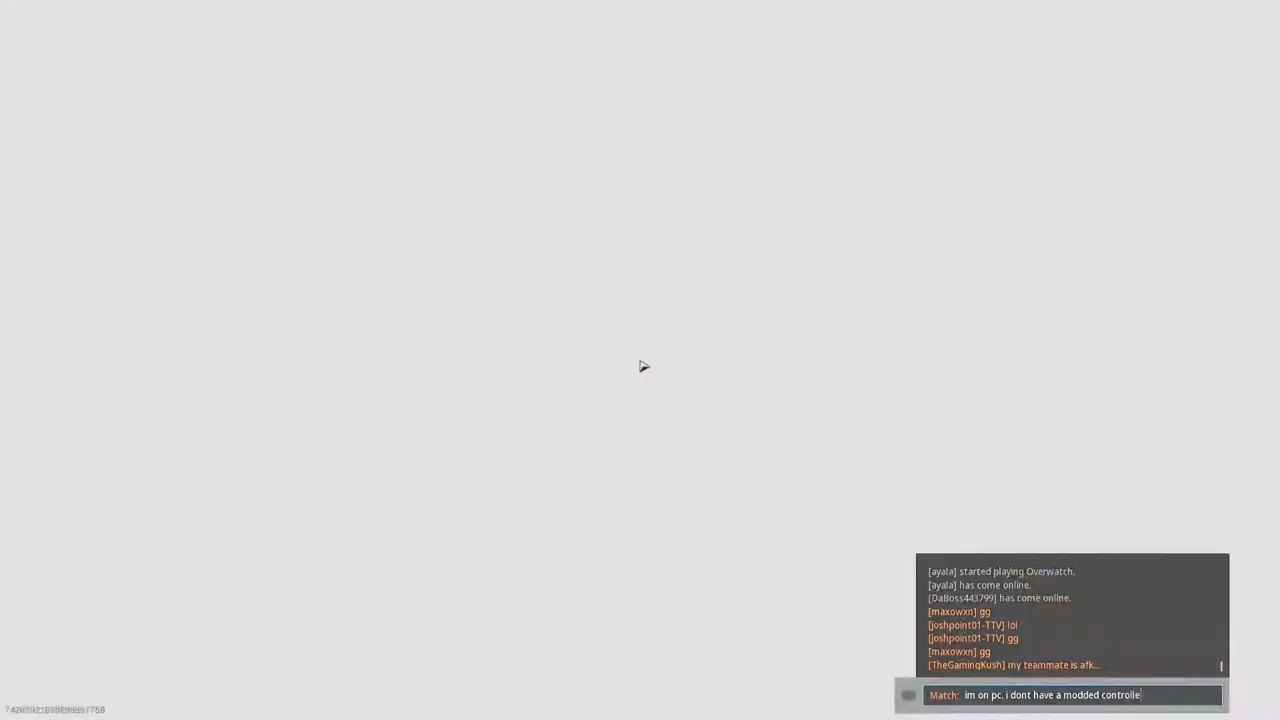 [ayala] started playing Overwatch.
[ayala] has come online.
[DaBoss443799] has come online.
[maxowxn] gg
[joshpoint01-TTV] lol
[joshpoint01-TTV] gg
[maxowxn] gg
[TheGamingKush] my teammate is afk...
Match: im on pc. i dont have a modded controlle